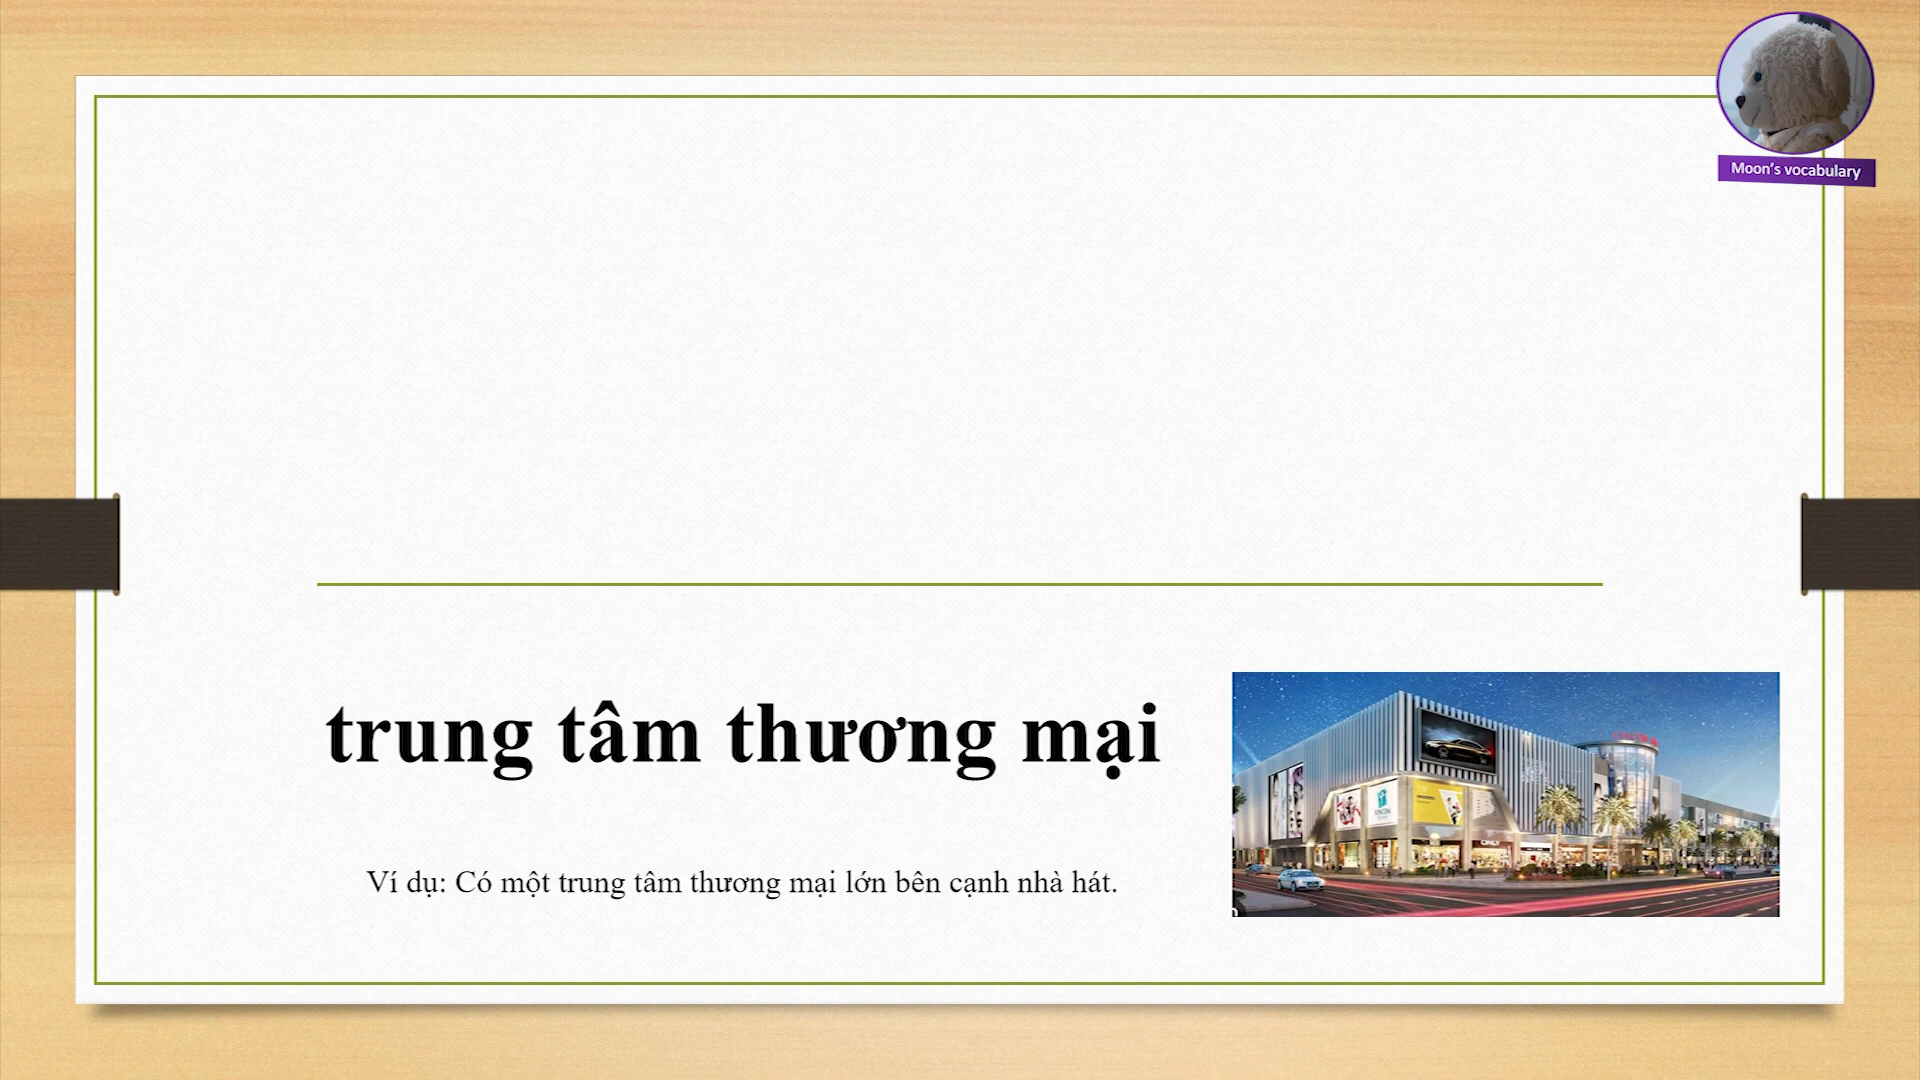 Moon's vocabulary
trung tâm thương mại
Ví dụ: Có một trung tâm thương mại lớn bên cạnh nhà hát.